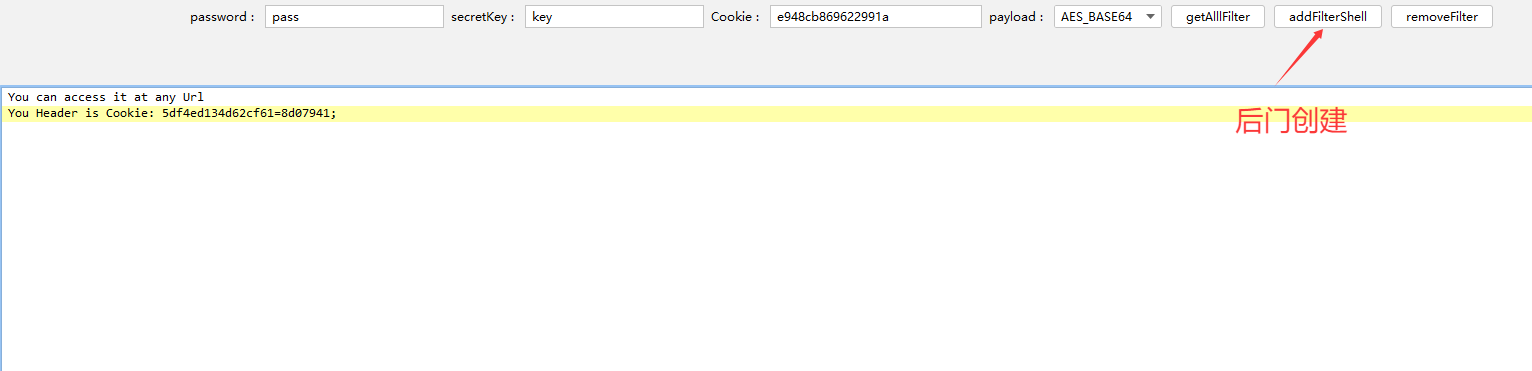 password : pass secretKey : key Cookie : e948cb869622991a payload : AES_BASE64 getAlllFilter addFilterShell removeFilter
You can access it at any Url
You Header is Cookie: 5df4ed134d62cf61=8d07941;
后门创建